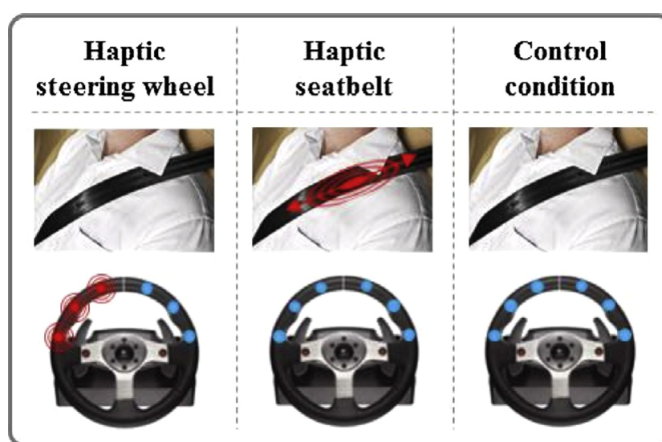 Haptic
steering wheel
Haptic
seatbelt
Control
condition